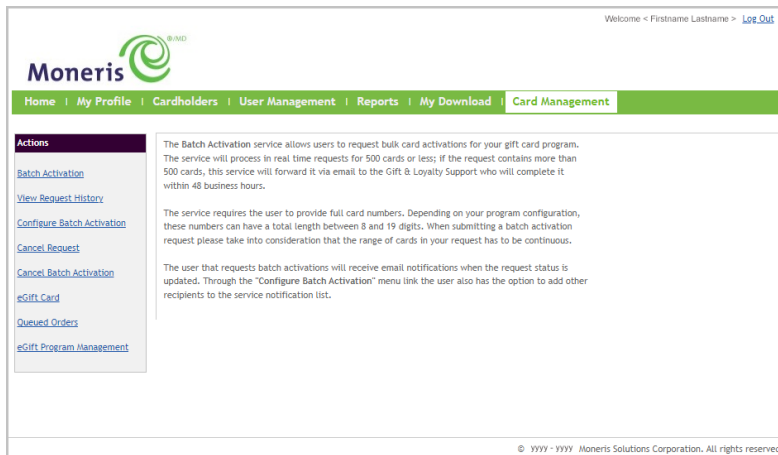 Welcome < Firstname Lastname > Log Out
®/MD
Moneris
Home | My Profile | Cardholders | User Management | Reports | My Download | Card Management
Actions
Batch Activation
View Request History
Configure Batch Activation
Cancel Request
Cancel Batch Activation
eGift Card
Queued Orders
eGift Program Management
The Batch Activation service allows users to request bulk card activations for your gift card program.
The service will process in real time requests for 500 cards or less; if the request contains more than
500 cards, this service will forward it via email to the Gift & Loyalty Support who will complete it
within 48 business hours.
The service requires the user to provide full card numbers. Depending on your program configuration,
these numbers can have a total length between 8 and 19 digits. When submitting a batch activation
request please take into consideration that the range of cards in your request has to be continuous.
The user that requests batch activations will receive email notifications when the request status is
updated. Through the "Configure Batch Activation" menu link the user also has the option to add other
recipients to the service notification list.
© yyyy - yyyy Moneris Solutions Corporation. All rights reserved